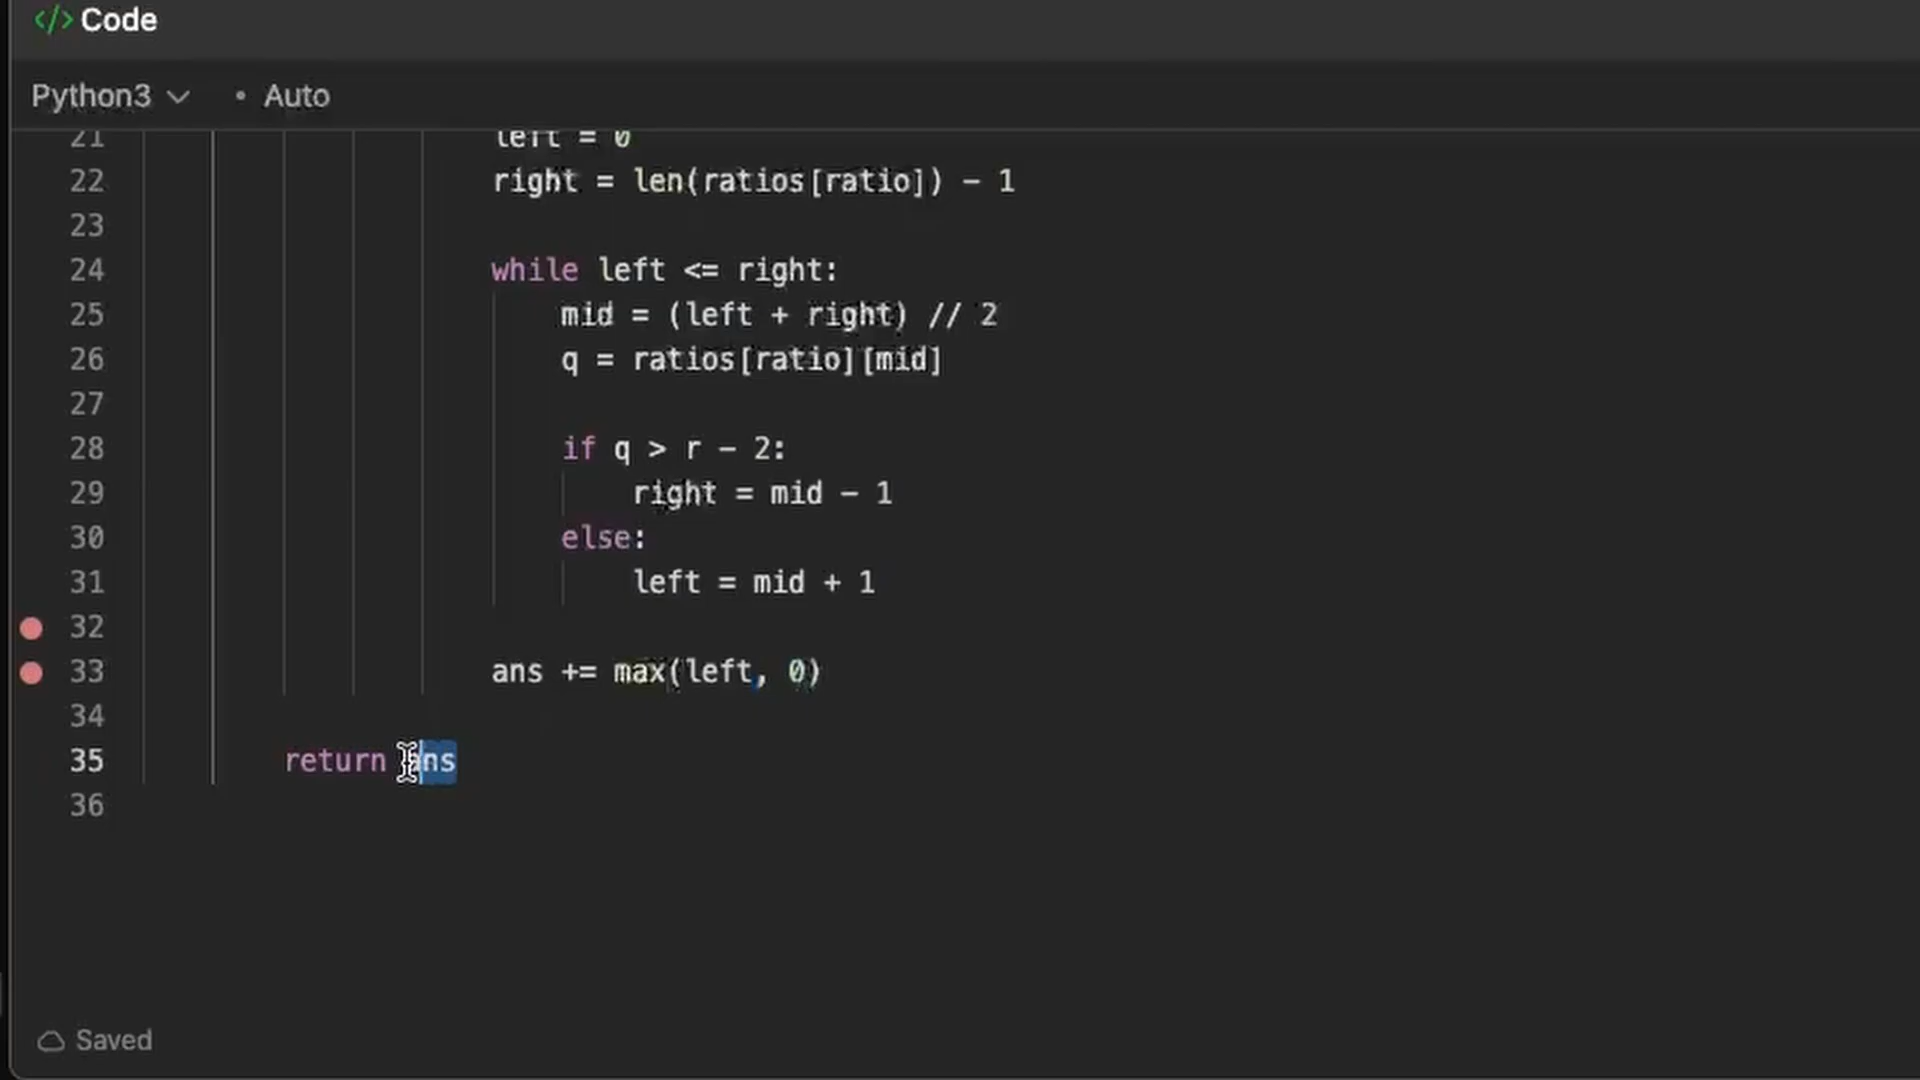 </> Code
Python3 • Auto
21 left = 0
22 right = len(ratios[ratio]) - 1
23
24 while left <= right:
25 mid = (left + right) // 2
26 q = ratios[ratio][mid]
27
28 if q > r - 2:
29 right = mid - 1
30 else:
31 left = mid + 1
32
33 ans += max(left, 0)
34
35 return ans
36
Saved